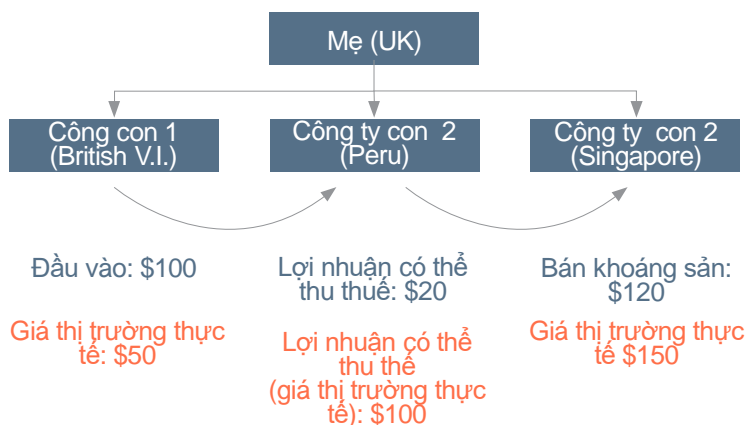 Mẹ (UK)
Công con 1
(British V.I.)
Công ty con 2
(Peru)
Công ty con 2
(Singapore)
Đầu vào: $100
Giá thị trường thực
tế: $50
Lợi nhuận có thể
thu thuế: $20
Lợi nhuận có thể
thu thế
(giá thị trường thực
tế): $100
Bán khoáng sản:
$120
Giá thị trường thực
tế $150